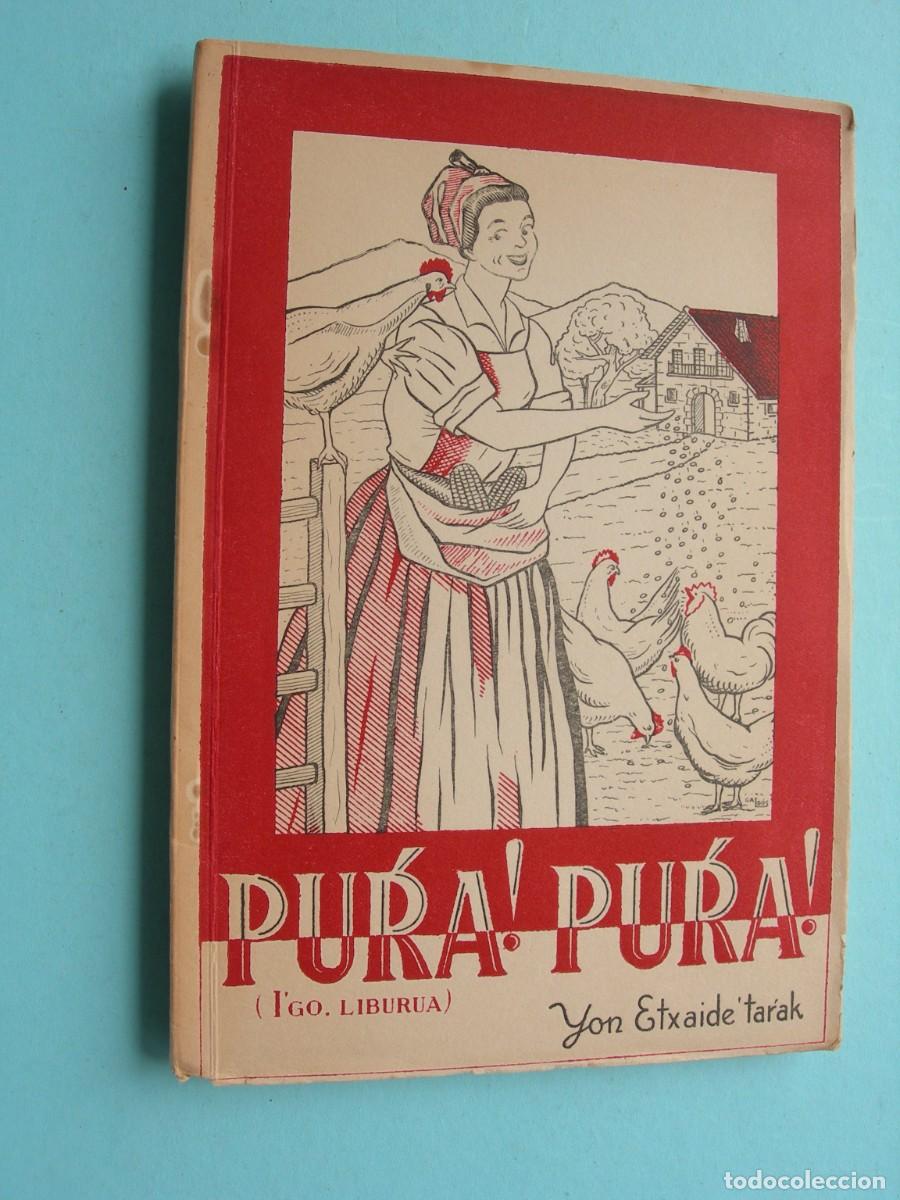 PUŔA! PUŔA!
(I'GO. LIBURUA)
Yon Etxaide'taŕak
todocoleccion